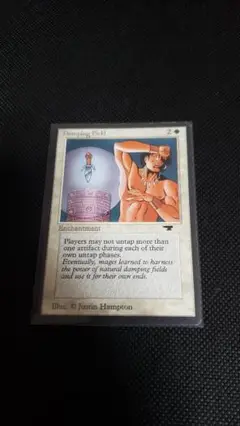 Damping Field 2
Enchantment
Players may not untap more than
one artifact during each of their
own untap phases.
Eventually, mages learned to harness
the power of natural damping fields
and use it for their own ends.
Illus. © Justin Hampton